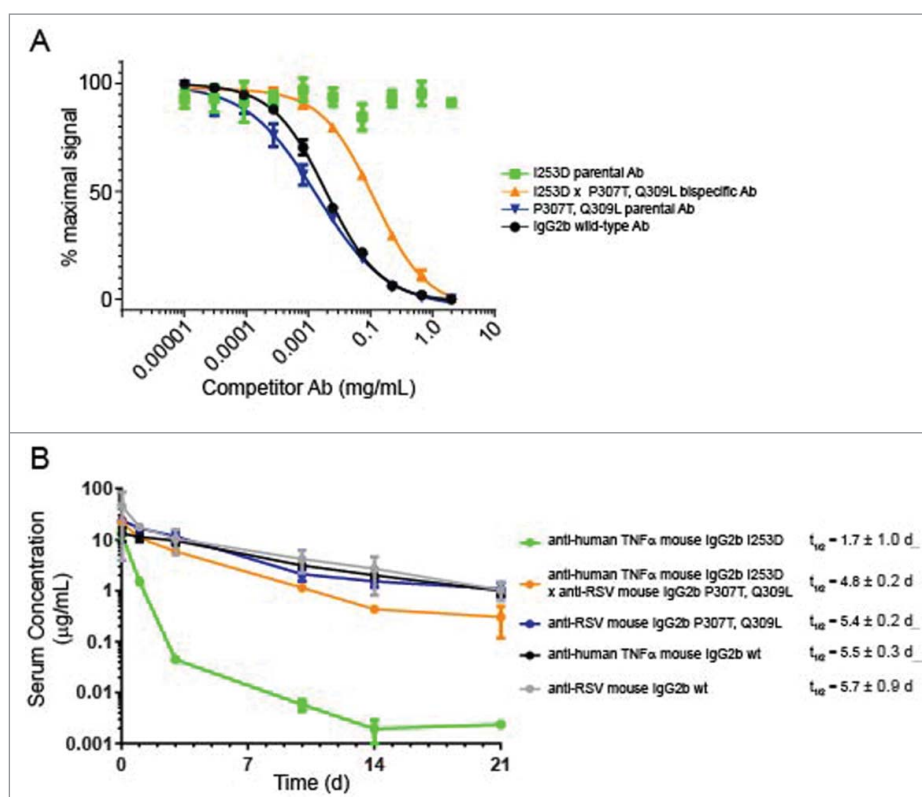 A
100
50
0
% maximal signal
0.00001
0.0001
0.001
0.1
1.0
10
Competitor Ab (mg/mL)
I253D parental Ab
I253D x P307T, Q309L bispecific Ab
P307T, Q309L parental Ab
IgG2b wild-type Ab
B
100
10
1
0.1
0.01
0.001
Serum Concentration
(µg/mL)
0
7
14
21
Time (d)
anti-human TNFα mouse IgG2b I253D t1/2 = 1.7 ± 1.0 d
anti-human TNFα mouse IgG2b I253D
x anti-RSV mouse IgG2b P307T, Q309L t1/2 = 4.8 ± 0.2 d
anti-RSV mouse IgG2b P307T, Q309L t1/2 = 5.4 ± 0.2 d
anti-human TNFα mouse IgG2b wt t1/2 = 5.5 ± 0.3 d
anti-RSV mouse IgG2b wt t1/2 = 5.7 ± 0.9 d